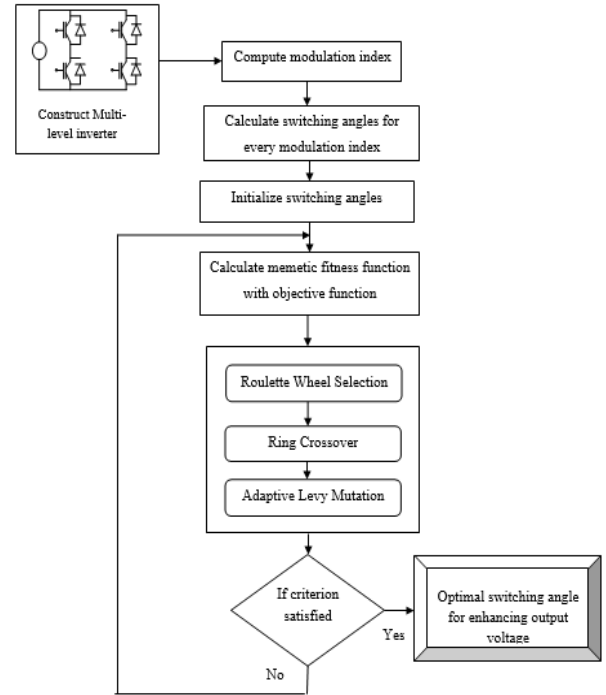 Construct Multi-
level inverter
Compute modulation index
Calculate switching angles for
every modulation index
Initialize switching angles
Calculate memetic fitness function
with objective function
Roulette Wheel Selection
Ring Crossover
Adaptive Levy Mutation
If criterion
satisfied
Yes
No
Optimal switching angle
for enhancing output
voltage